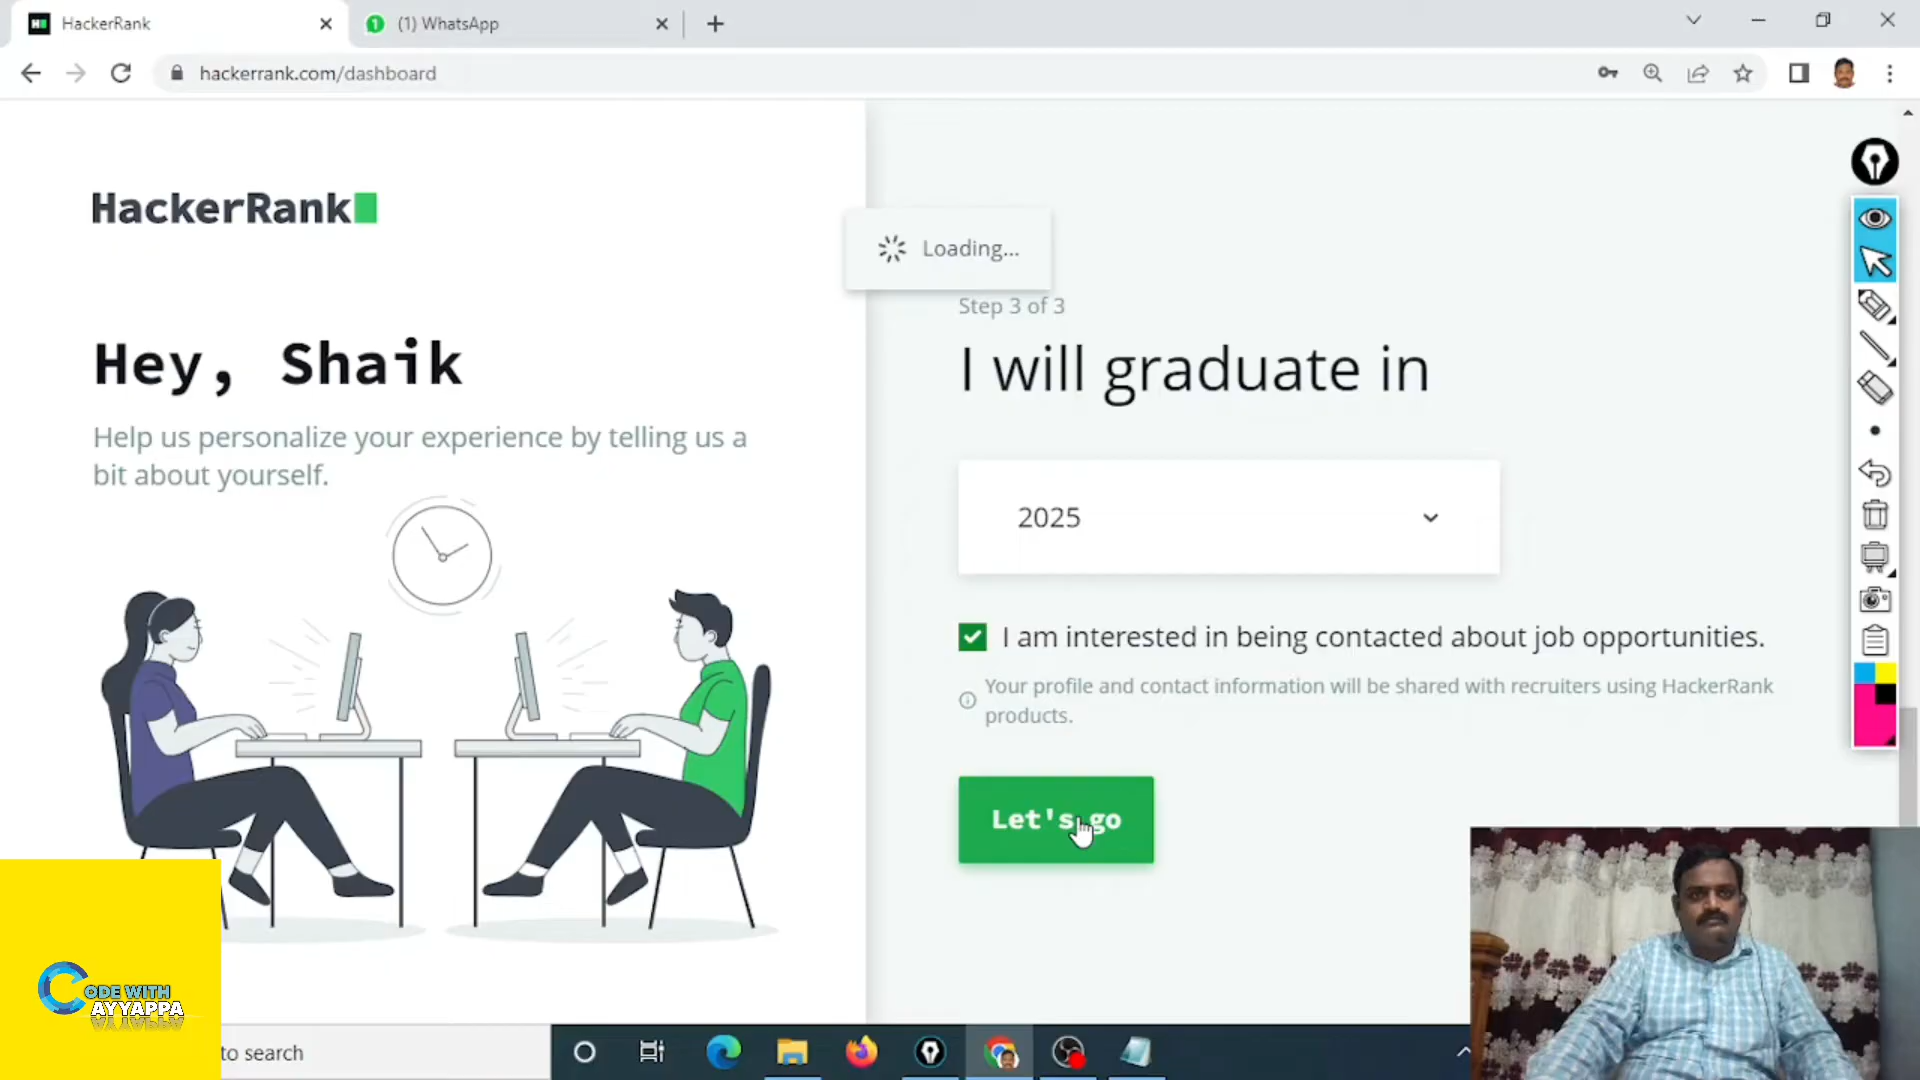 HackerRank
(1) WhatsApp
hackerrank.com/dashboard
HackerRank
Loading...
Step 3 of 3
Hey, Shaik
I will graduate in
Help us personalize your experience by telling us a
bit about yourself.
2025
I am interested in being contacted about job opportunities.
Your profile and contact information will be shared with recruiters using HackerRank
products.
Let's go
CODE WITH
AYYAPPA
to search